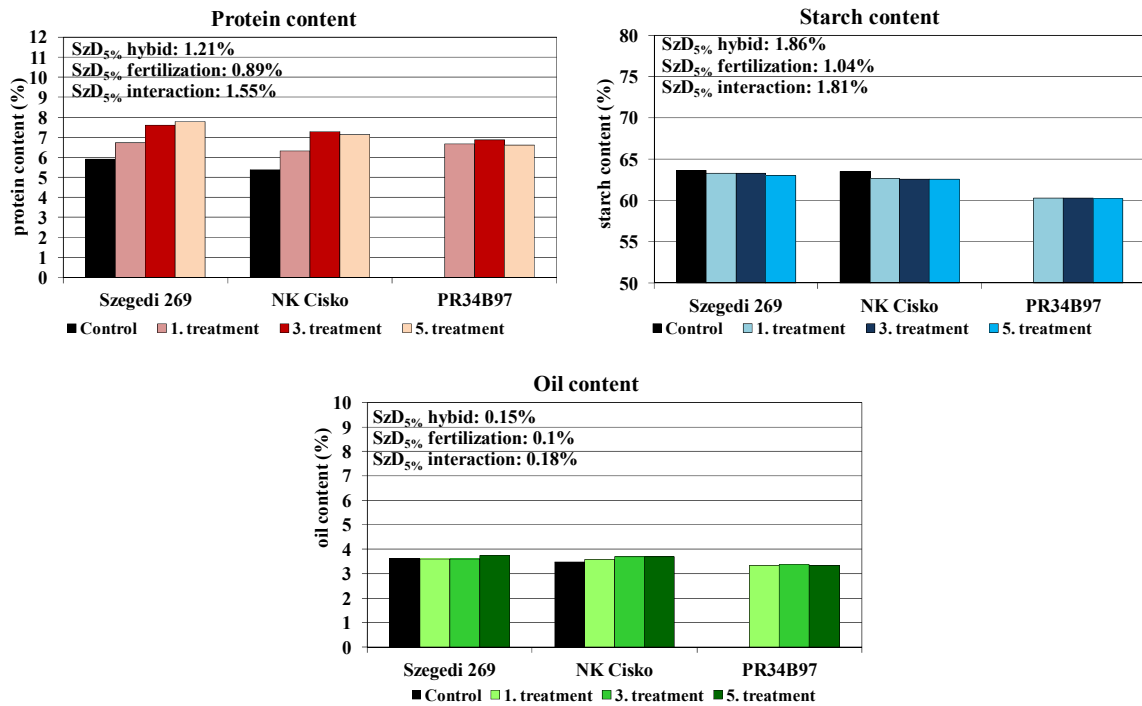 Protein content
12
11
10
9
8
7
6
5
4
3
2
1
0
protein content (%)
SzD5% hybid: 1.21%
SzD5% fertilization: 0.89%
SzD5% interaction: 1.55%
Szegedi 269 NK Cisko PR34B97
Control 1. treatment 3. treatment 5. treatment
Starch content
80
75
70
65
60
55
50
starch content (%)
SzD5% hybid: 1.86%
SzD5% fertilization: 1.04%
SzD5% interaction: 1.81%
Szegedi 269 NK Cisko PR34B97
Control 1. treatment 3. treatment 5. treatment
Oil content
10
9
8
7
6
5
4
3
2
1
0
oil content (%)
SzD5% hybid: 0.15%
SzD5% fertilization: 0.1%
SzD5% interaction: 0.18%
Szegedi 269 NK Cisko PR34B97
Control 1. treatment 3. treatment 5. treatment